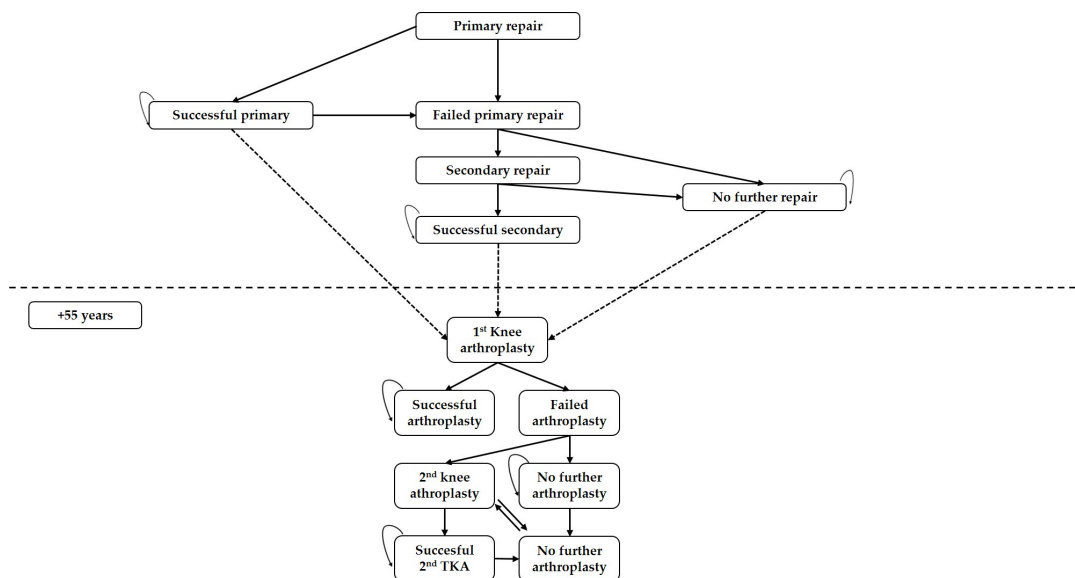 Primary repair
Successful primary
Failed primary repair
Secondary repair
No further repair
Successful secondary
+55 years
1st Knee
arthroplasty
Successful
arthroplasty
Failed
arthroplasty
2nd knee
athroplasty
No further
arthroplasty
Succesful
2nd TKA
No further
arthroplasty